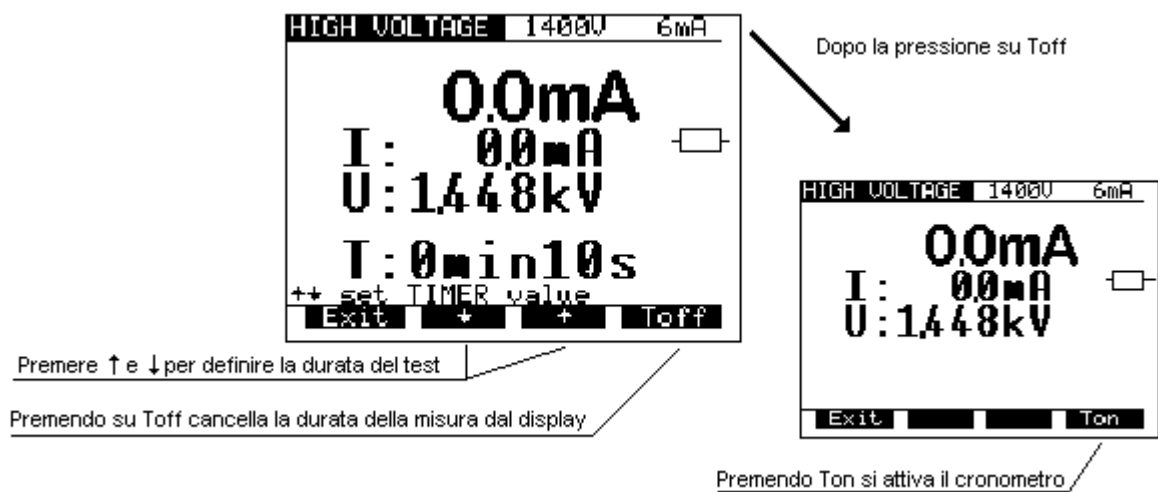 HIGH VOLTAGE 1400V 6mA
0.0mA
I: 0.0mA
U:1.448kV
T:0min10s
↑↓ set TIMER value
Exit ↓ ↑ Toff
Premere ↑ e ↓ per definire la durata del test
Premendo su Toff cancella la durata della misura dal display
Dopo la pressione su Toff
HIGH VOLTAGE 1400V 6mA
0.0mA
I: 0.0mA
U:1.448kV
Exit Ton
Premendo Ton si attiva il cronometro